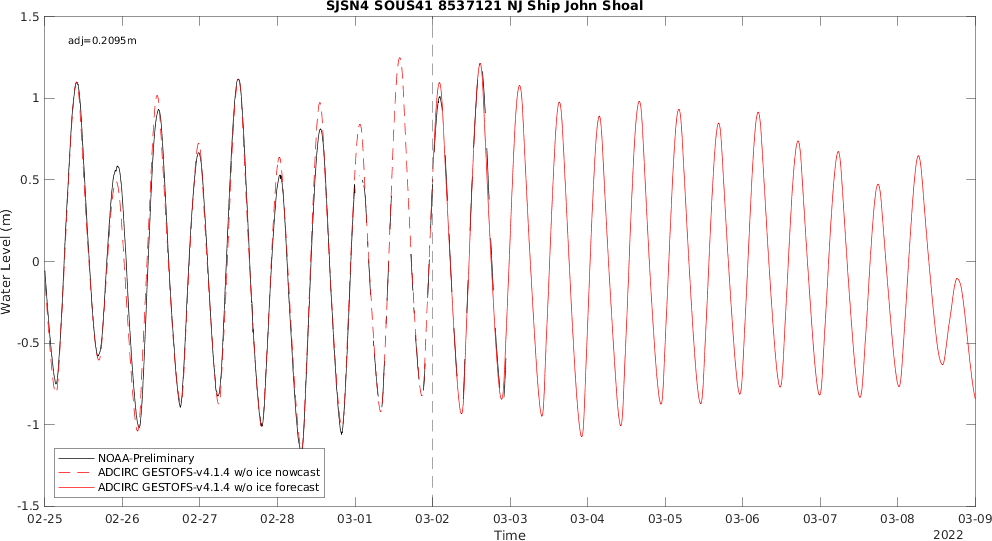 SJSN4 SOUS41 8537121 NJ Ship John Shoal
adj=0.2095m
1.5
1
0.5
0
-0.5
-1
-1.5
Water Level (m)
NOAA-Preliminary
ADCIRC GESTOFS-v4.1.4 w/o ice nowcast
ADCIRC GESTOFS-v4.1.4 w/o ice forecast
02-25 02-26 02-27 02-28 03-01 03-02 03-03 03-04 03-05 03-06 03-07 03-08 03-09
Time
2022